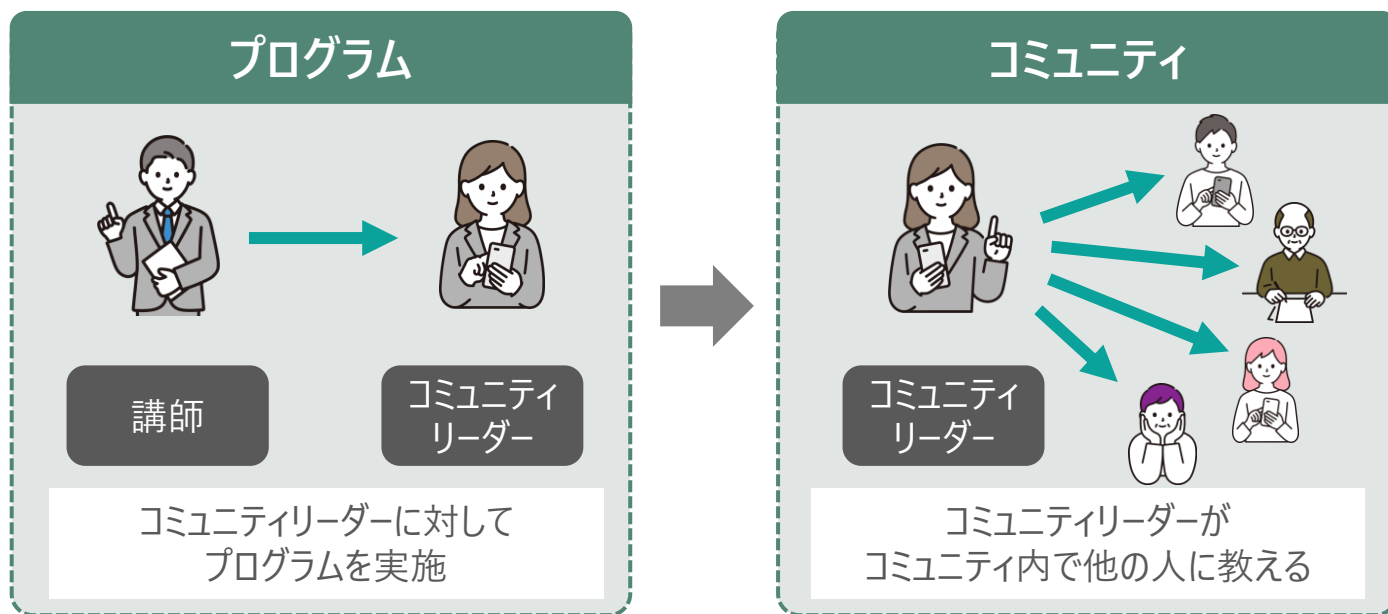 プログラム
講師
コミュニティ
リーダー
コミュニティリーダーに対して
プログラムを実施
コミュニティ
コミュニティ
リーダー
コミュニティリーダーが
コミュニティ内で他の人に教える